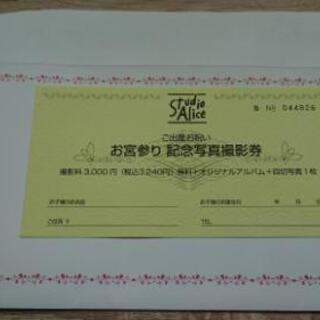 Studio
Alice
No 044826
ご出産お祝い
お宮参り 記念写真撮影券
撮影料3,000円(税込3,240円)無料+オリジナルアルバム+四切写真1枚
お子様のお名前 お子様の生年月日 年 月
ご住所 〒 TEL.